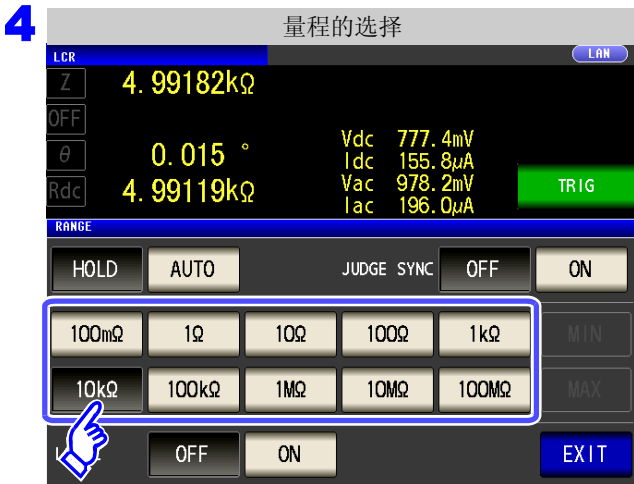 4
量程的选择
LCR
LAN
Z 4.99182kΩ
OFF
θ 0.015 °
Rdc 4.99119kΩ
Vdc 777.4mV
Idc 155.8μA
Vac 978.2mV
Iac 196.0μA
TRIG
RANGE
HOLD AUTO JUDGE SYNC OFF ON
100mΩ 1Ω 10Ω 100Ω 1kΩ MIN
10kΩ 100kΩ 1MΩ 10MΩ 100MΩ MAX
OFF ON EXIT